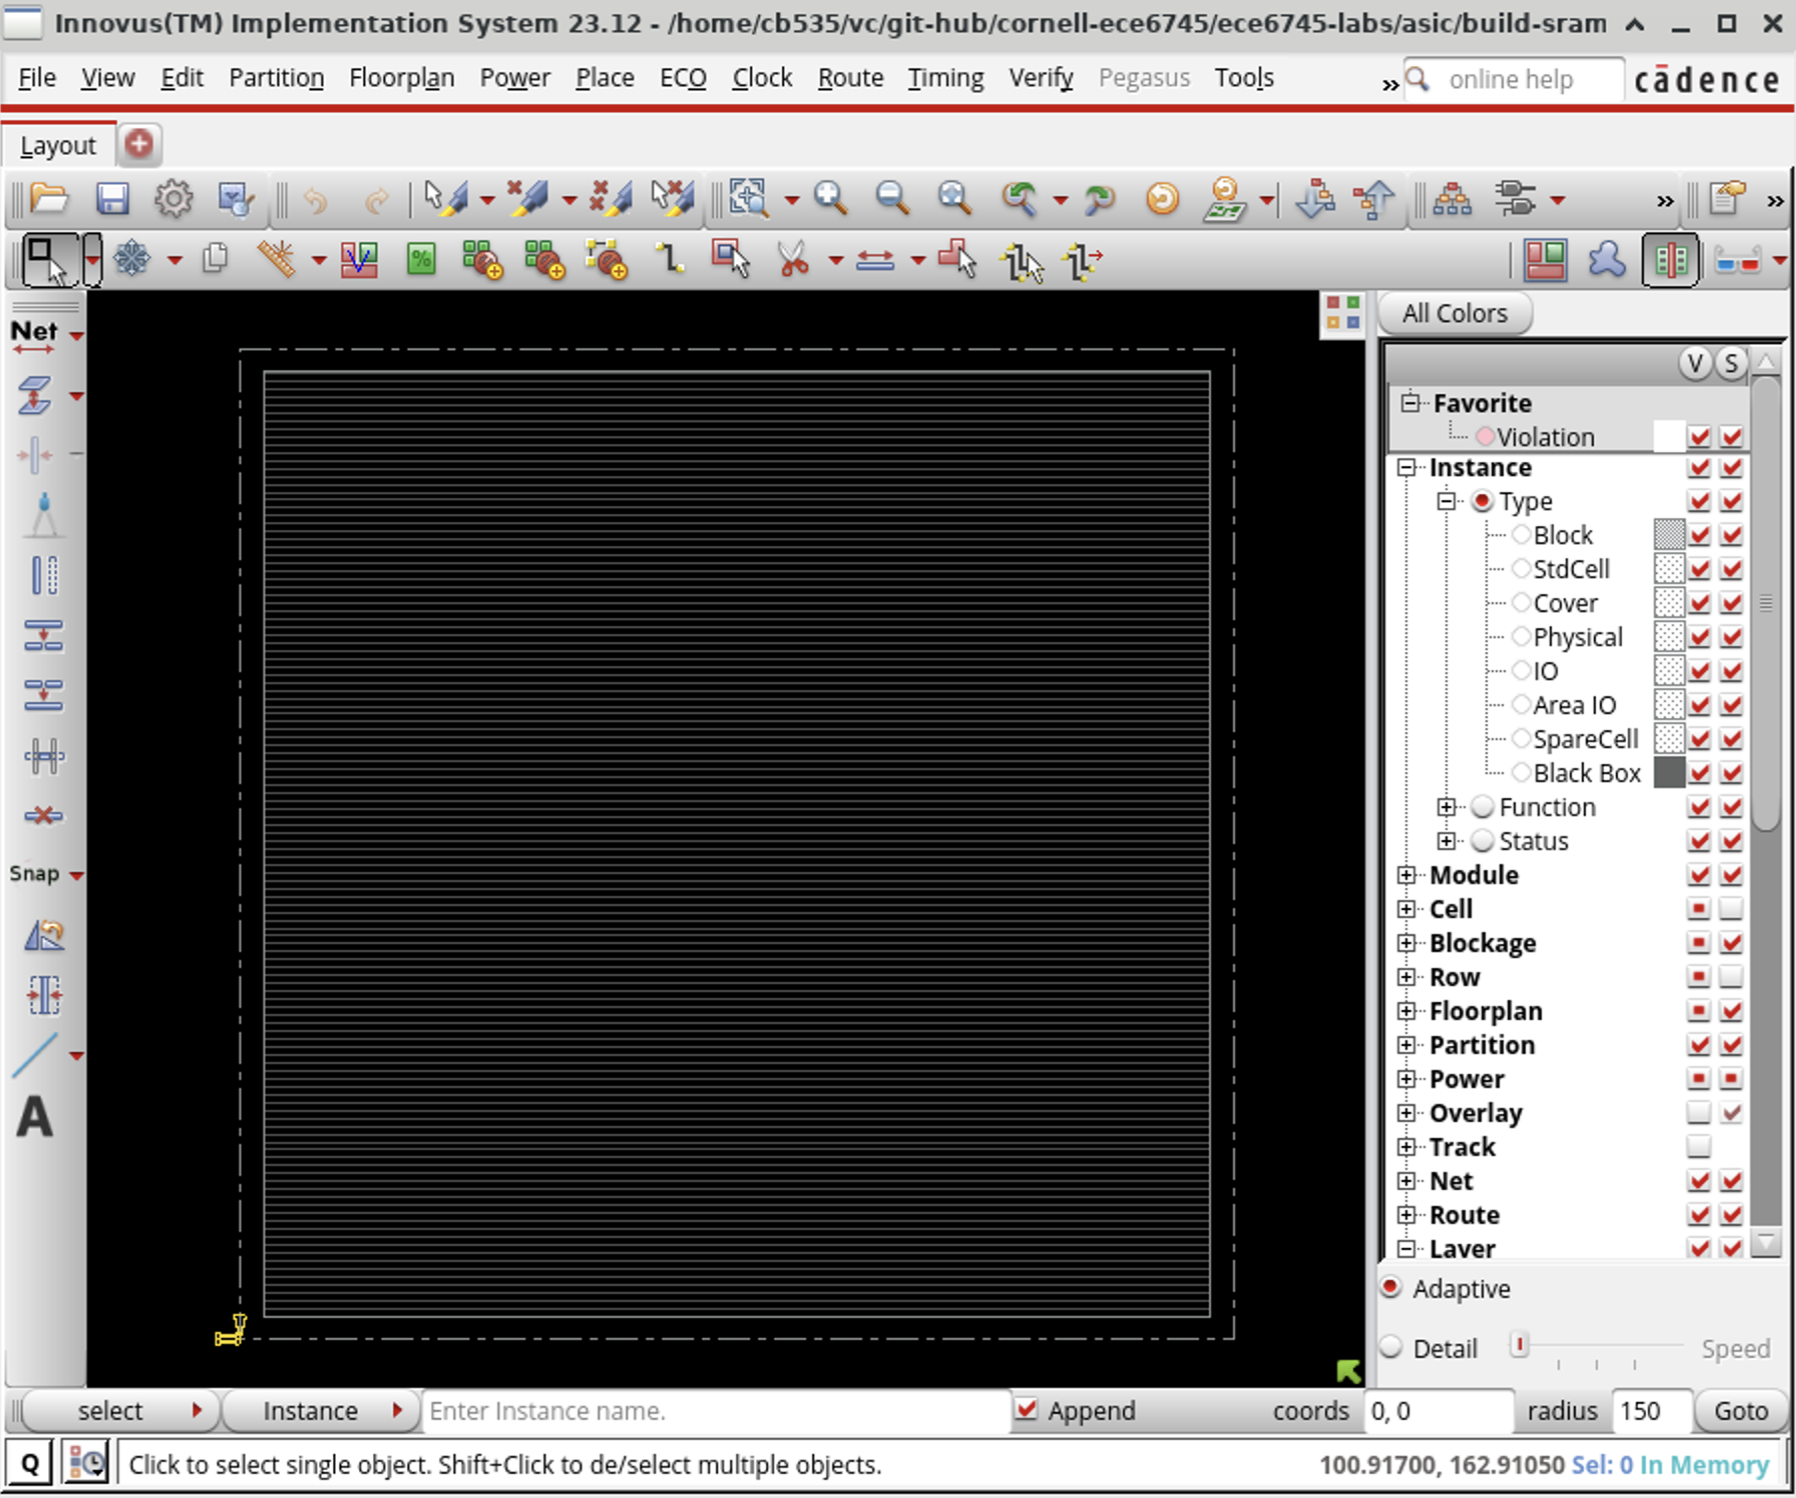 Innovus(TM) Implementation System 23.12 - /home/cb535/vc/git-hub/cornell-ece6745/ece6745-labs/asic/build-sram
File View Edit Partition Floorplan Power Place ECO Clock Route Timing Verify Pegasus Tools » online help cādence
Layout
» »
%
Net
All Colors
V S
Favorite
Violation
Instance
Type
Block
StdCell
Cover
Physical
IO
Area IO
SpareCell
Black Box
Function
Status
Module
Cell
Blockage
Row
Floorplan
Partition
Power
Overlay
Track
Net
Route
Layer
Snap
A
Adaptive
Detail Speed
select Instance Enter Instance name. Append coords 0, 0 radius 150 Goto
Q Click to select single object. Shift+Click to de/select multiple objects. 100.91700, 162.91050 Sel: 0 In Memory